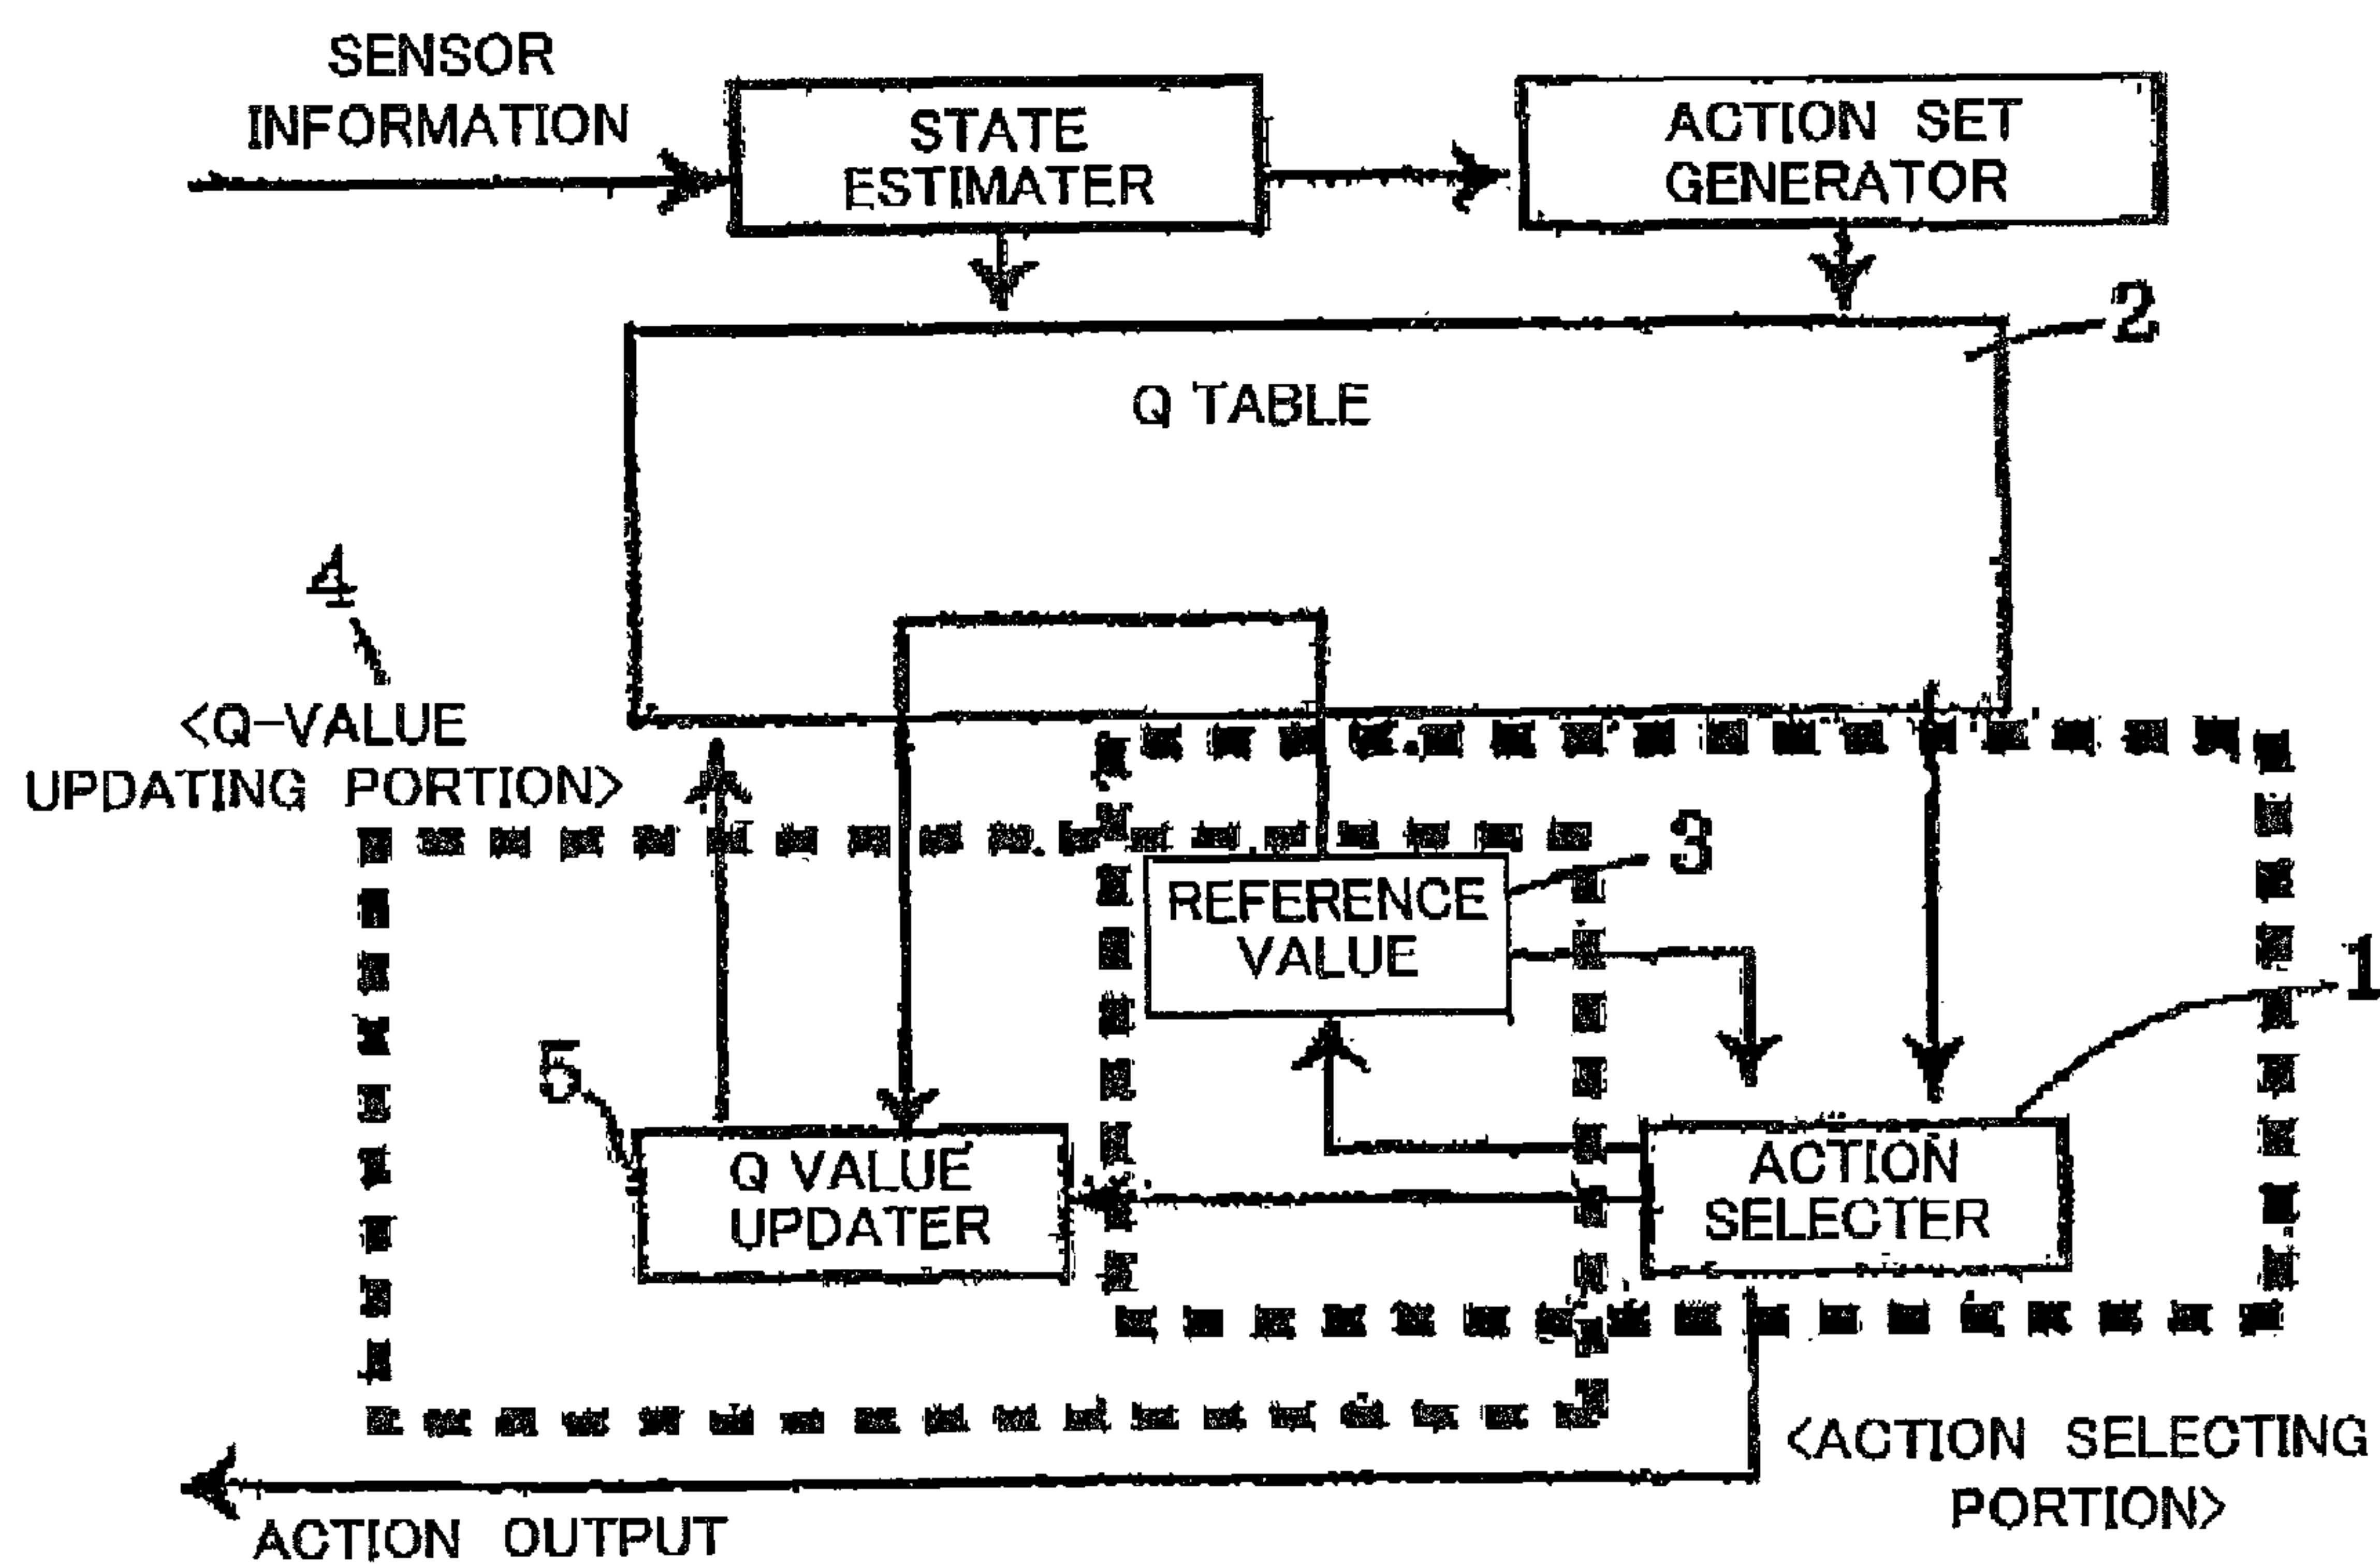 SENSOR
INFORMATION
STATE
ESTIMATER
ACTION SET
GENERATOR
2
Q TABLE
4
<Q-VALUE
UPDATING PORTION>
3
REFERENCE
VALUE
1
5
Q VALUE
UPDATER
ACTION
SELECTER
<ACTION SELECTING
PORTION>
ACTION OUTPUT